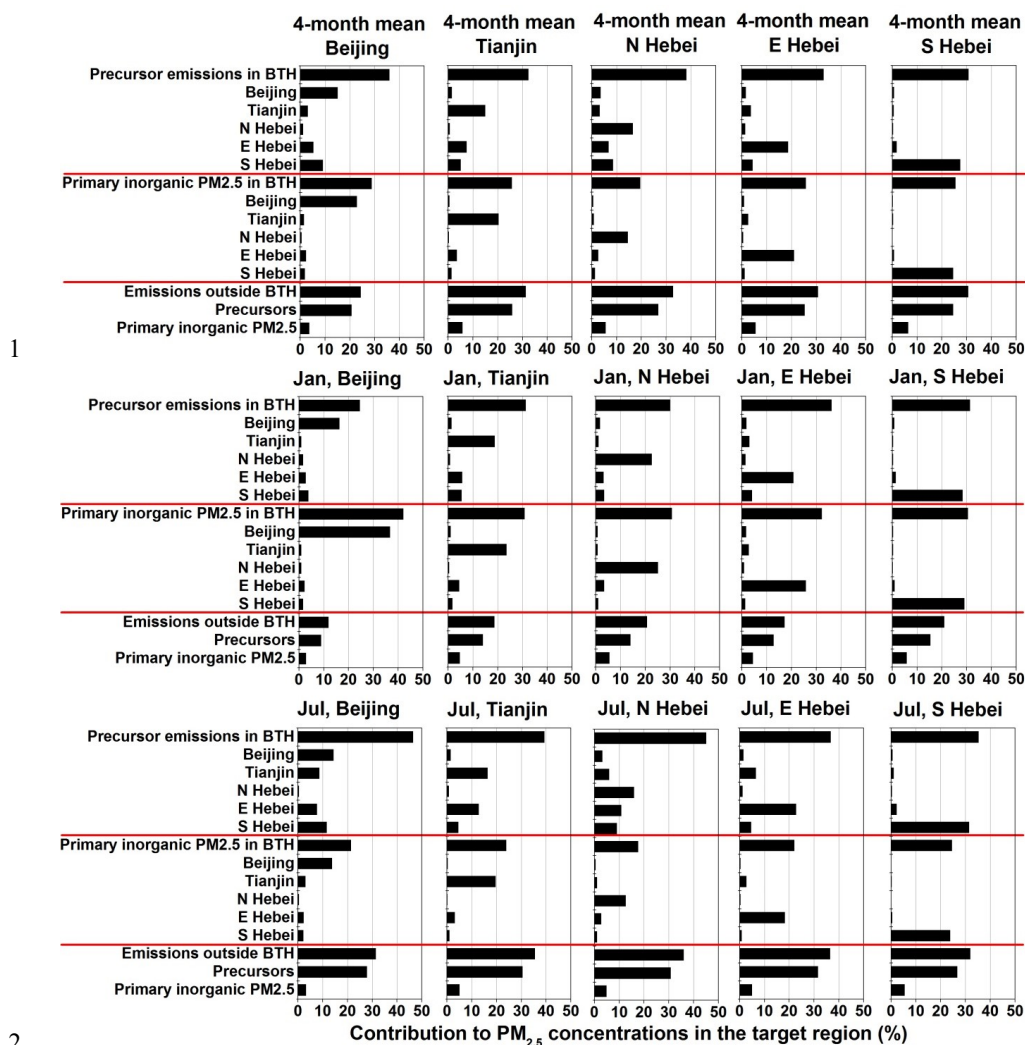 4-month mean 4-month mean 4-month mean 4-month mean 4-month mean
Beijing Tianjin N Hebei E Hebei S Hebei
Precursor emissions in BTH
Beijing
Tianjin
N Hebei
E Hebei
S Hebei
Primary inorganic PM2.5 in BTH
Beijing
Tianjin
N Hebei
E Hebei
S Hebei
Emissions outside BTH
Precursors
Primary inorganic PM2.5
0 10 20 30 40 50 0 10 20 30 40 50 0 10 20 30 40 50 0 10 20 30 40 50 0 10 20 30 40 50
1
Jan, Beijing Jan, Tianjin Jan, N Hebei Jan, E Hebei Jan, S Hebei
Precursor emissions in BTH
Beijing
Tianjin
N Hebei
E Hebei
S Hebei
Primary inorganic PM2.5 in BTH
Beijing
Tianjin
N Hebei
E Hebei
S Hebei
Emissions outside BTH
Precursors
Primary inorganic PM2.5
0 10 20 30 40 50 0 10 20 30 40 50 0 10 20 30 40 50 0 10 20 30 40 50 0 10 20 30 40 50
Jul, Beijing Jul, Tianjin Jul, N Hebei Jul, E Hebei Jul, S Hebei
Precursor emissions in BTH
Beijing
Tianjin
N Hebei
E Hebei
S Hebei
Primary inorganic PM2.5 in BTH
Beijing
Tianjin
N Hebei
E Hebei
S Hebei
Emissions outside BTH
Precursors
Primary inorganic PM2.5
0 10 20 30 40 50 0 10 20 30 40 50 0 10 20 30 40 50 0 10 20 30 40 50 0 10 20 30 40 50
2 Contribution to PM2.5 concentrations in the target region (%)